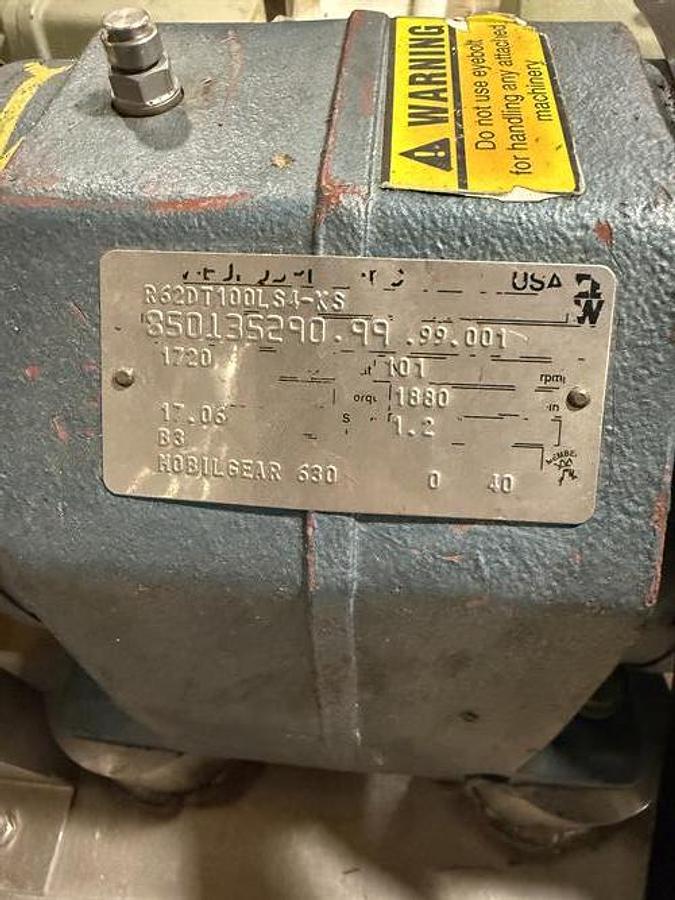 WARNING
Do not use eyebolt
for handling any attached
machinery
USA
R62DT100LS4-KS
850135290.99.99.001
1720 101 rpm
1880 in
17.06 S 1.2
B3
MOBILGEAR 630 0 40